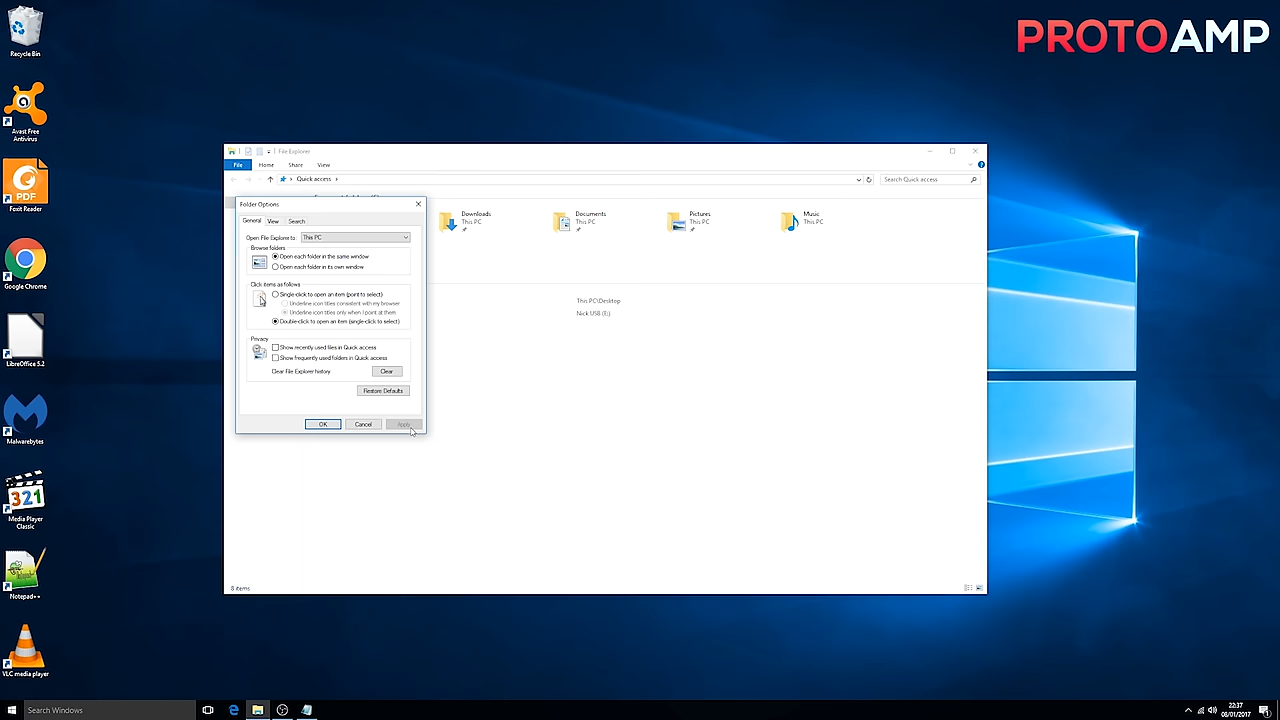 PROTOAMP
Recycle Bin
Avast Free
Antivirus
PDF
Foxit Reader
Google Chrome
LibreOffice 5.2
Malwarebytes
321
Media Player
Classic
Notepad++
VLC media player
File Explorer
File
Home
Share
View
Quick access
Search Quick access
Downloads
This PC
Documents
This PC
Pictures
This PC
Music
This PC
This PC\Desktop
Nick USB (E:)
8 items
Folder Options
General
View
Search
Open File Explorer to:
This PC
Browse folders
Open each folder in the same window
Open each folder in its own window
Click items as follows
Single-click to open an item (point to select)
Underline icon titles consistent with my browser
Underline icon titles only when I point at them
Double-click to open an item (single-click to select)
Privacy
Show recently used files in Quick access
Show frequently used folders in Quick access
Clear File Explorer history
Clear
Restore Defaults
OK
Cancel
Apply
Search Windows
22:37
08/01/2017